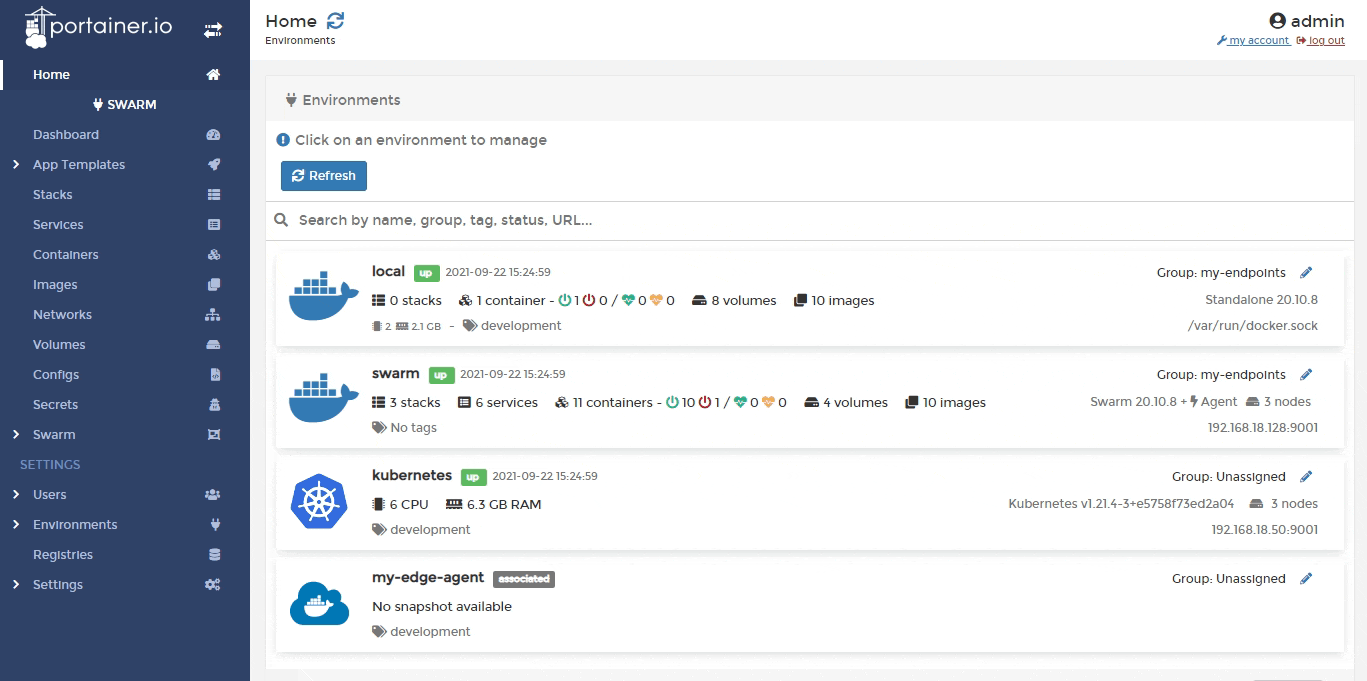 portainer.io
Home
SWARM
Dashboard
App Templates
Stacks
Services
Containers
Images
Networks
Volumes
Configs
Secrets
Swarm
SETTINGS
Users
Environments
Registries
Settings
Home
Environments
admin
my account log out
Environments
Click on an environment to manage
Refresh
Search by name, group, tag, status, URL...
local up 2021-09-22 15:24:59 Group: my-endpoints
0 stacks 1 container - 1 0 / 0 0 8 volumes 10 images Standalone 20.10.8
2 2.1 GB - development /var/run/docker.sock
swarm up 2021-09-22 15:24:59 Group: my-endpoints
3 stacks 6 services 11 containers - 10 1 / 0 0 4 volumes 10 images Swarm 20.10.8 + Agent 3 nodes
No tags 192.168.18.128:9001
kubernetes up 2021-09-22 15:24:59 Group: Unassigned
6 CPU 6.3 GB RAM Kubernetes v1.21.4-3+e5758f73ed2a04 3 nodes
development 192.168.18.50:9001
my-edge-agent associated Group: Unassigned
No snapshot available
development